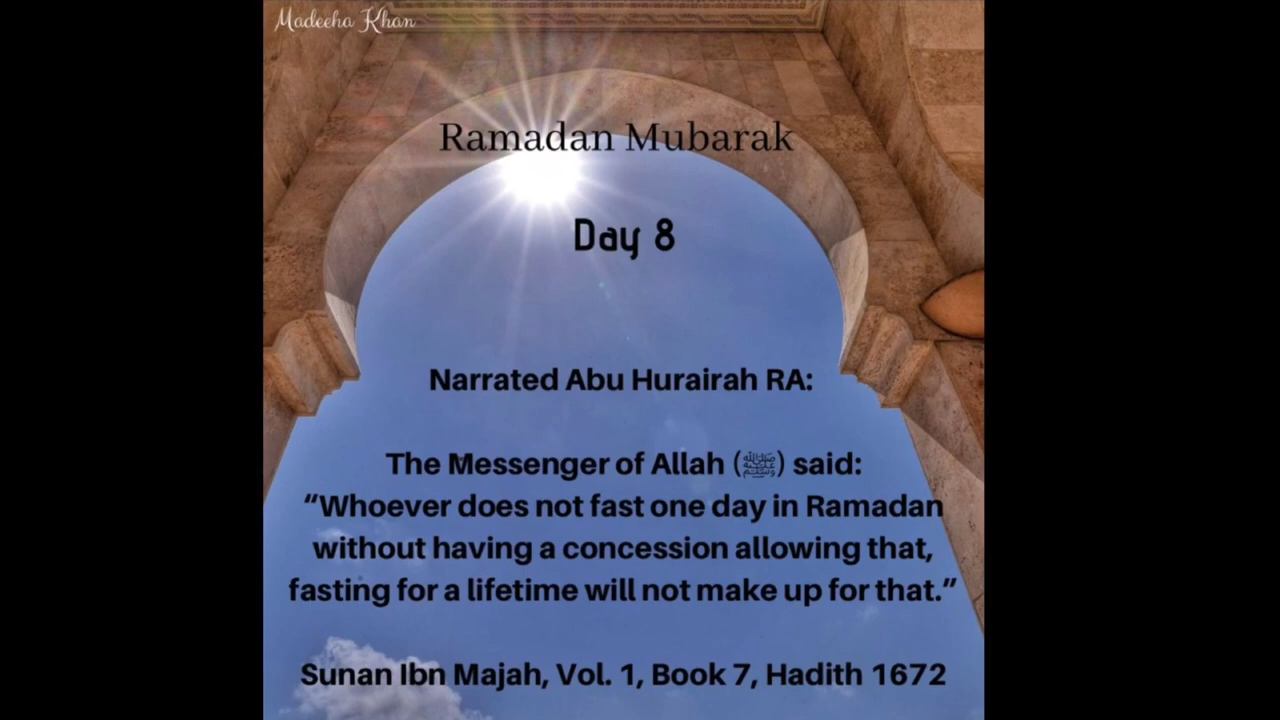 Madeeha Khan
Ramadan Mubarak
Day 8
Narrated Abu Hurairah RA:
The Messenger of Allah (ﷺ) said:
“Whoever does not fast one day in Ramadan
without having a concession allowing that,
fasting for a lifetime will not make up for that.”
Sunan Ibn Majah, Vol. 1, Book 7, Hadith 1672